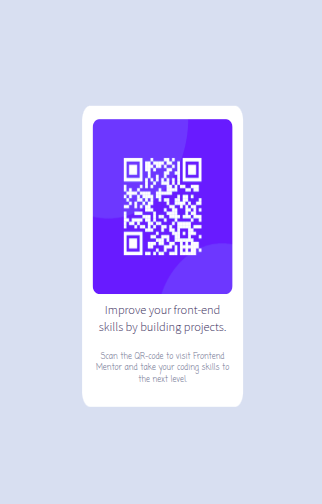 Improve your front-end
skills by building projects.
Scan the QR-code to visit Frontend
Mentor and take your coding skills to
the next level.